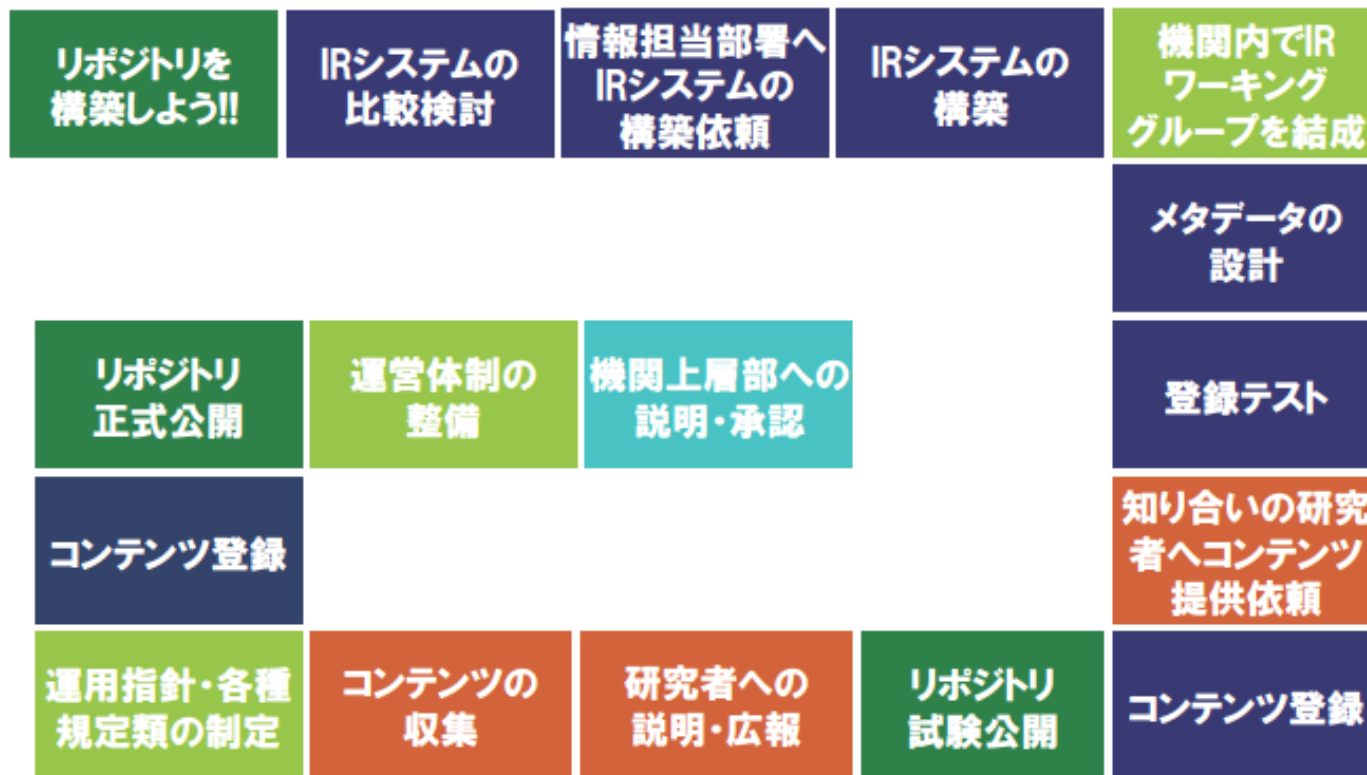 リポジトリを
構築しよう!!
IRシステムの
比較検討
情報担当部署へ
IRシステムの
構築依頼
IRシステムの
構築
機関内でIR
ワーキング
グループを結成
メタデータの
設計
リポジトリ
正式公開
運営体制の
整備
機関上層部への
説明・承認
登録テスト
コンテンツ登録
知り合いの研究
者へコンテンツ
提供依頼
運用指針・各種
規定類の制定
コンテンツの
収集
研究者への
説明・広報
リポジトリ
試験公開
コンテンツ登録